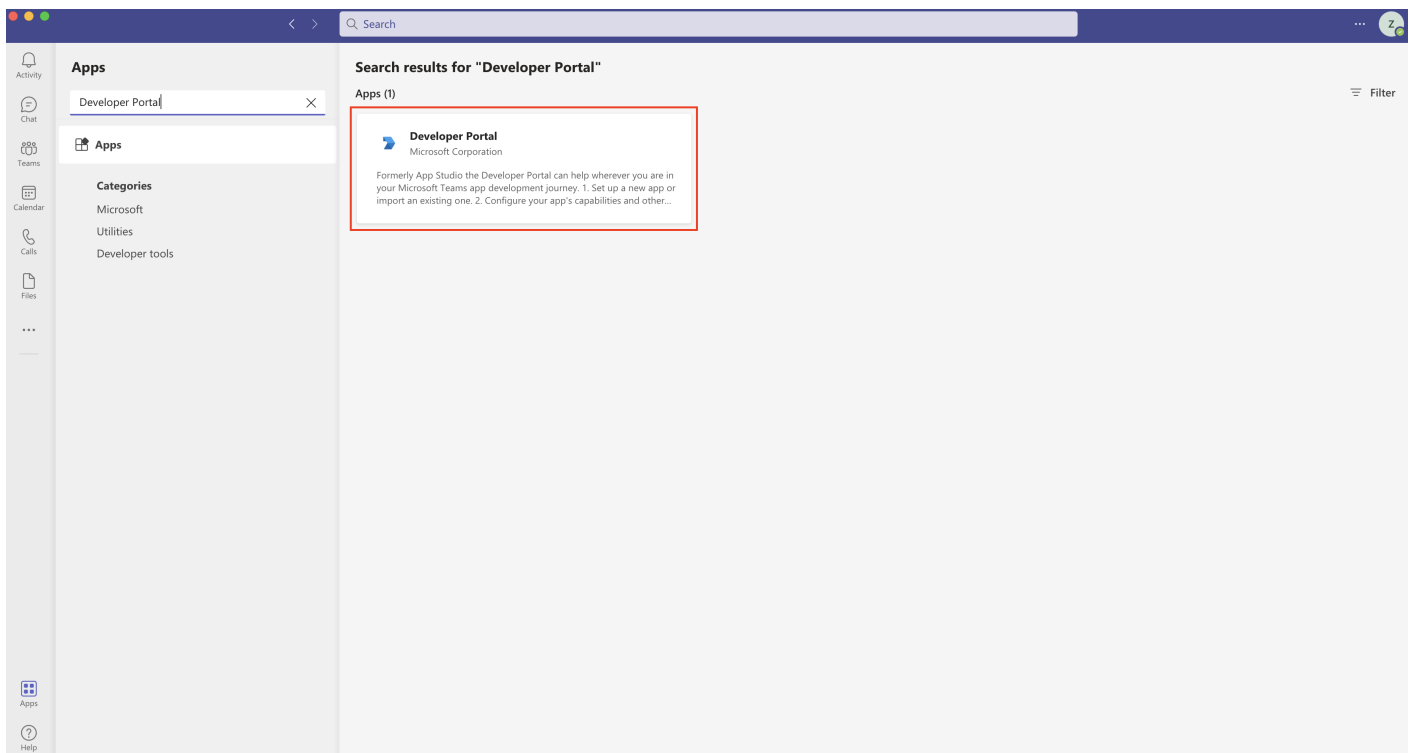 Search
...
Z
Activity
Chat
Teams
Calendar
Calls
Files
...
Apps
Help
Apps
Developer Portal
Apps
Categories
Microsoft
Utilities
Developer tools
Search results for "Developer Portal"
Apps (1)
Filter
Developer Portal
Microsoft Corporation
Formerly App Studio the Developer Portal can help wherever you are in
your Microsoft Teams app development journey. 1. Set up a new app or
import an existing one. 2. Configure your app's capabilities and other...